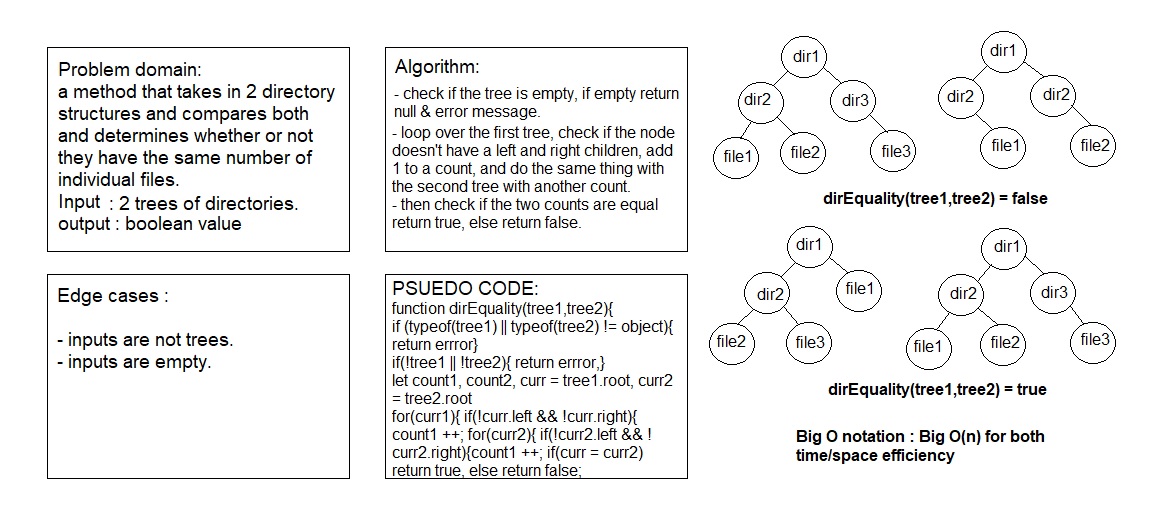 Problem domain:
a method that takes in 2 directory
structures and compares both
and determines whether or not
they have the same number of
individual files.
Input : 2 trees of directories.
output : boolean value
Algorithm:
- check if the tree is empty, if empty return
null & error message.
- loop over the first tree, check if the node
doesn't have a left and right children, add
1 to a count, and do the same thing with
the second tree with another count.
- then check if the two counts are equal
return true, else return false.
Edge cases :
- inputs are not trees.
- inputs are empty.
PSUEDO CODE:
function dirEquality(tree1,tree2){
if (typeof(tree1) || typeof(tree2) != object){
return errror}
if(!tree1 || !tree2){ return errror,}
let count1, count2, curr = tree1.root, curr2
= tree2.root
for(curr1){ if(!curr.left && !curr.right){
count1 ++; for(curr2){ if(!curr2.left && !
curr2.right){count1 ++; if(curr = curr2)
return true, else return false;
dir1
dir2
dir3
file1
file2
file3
dir1
dir2
dir2
file1
file2
dirEquality(tree1,tree2) = false
dir1
dir2
file1
file2
file3
dir1
dir2
dir3
file1
file2
file3
dirEquality(tree1,tree2) = true
Big O notation : Big O(n) for both
time/space efficiency